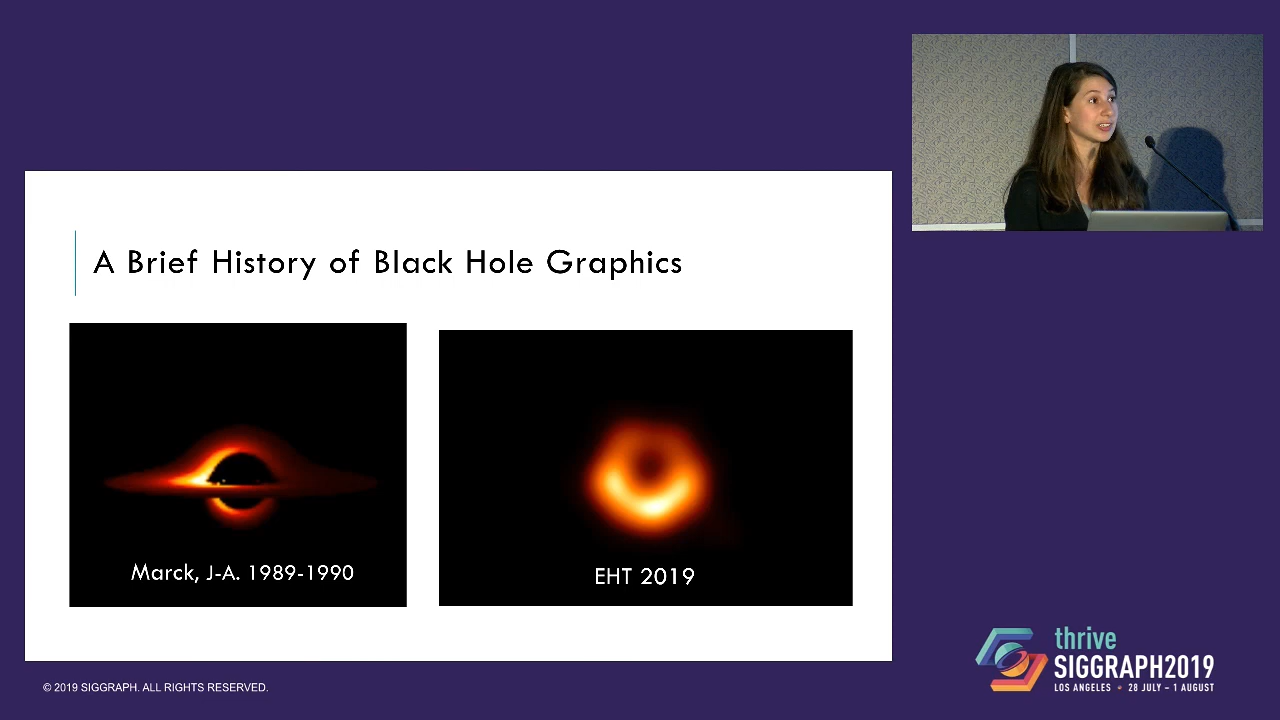 A Brief History of Black Hole Graphics
Marck, J-A. 1989-1990
EHT 2019
thrive
SIGGRAPH2019
LOS ANGELES • 28 JULY – 1 AUGUST
© 2019 SIGGRAPH. ALL RIGHTS RESERVED.